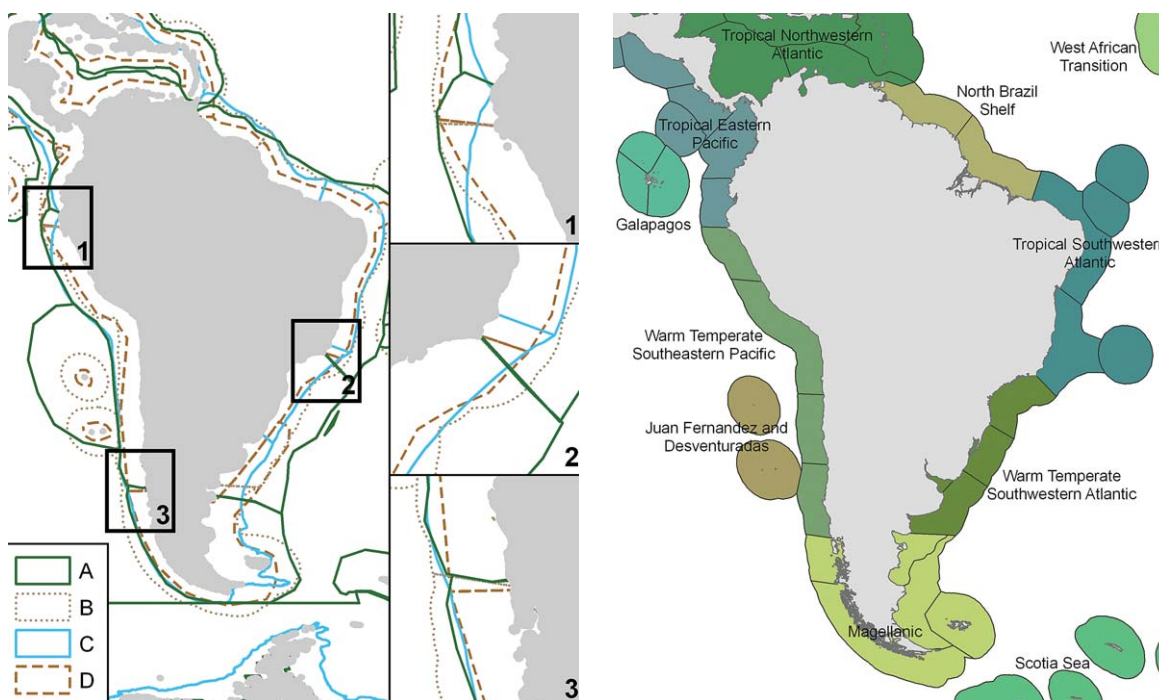 1
2
3
A
B
C
D
1
2
3
Tropical Northwestern
Atlantic
West African
Transition
North Brazil
Shelf
Tropical Eastern
Pacific
Galapagos
Tropical Southwestern
Atlantic
Warm Temperate
Southeastern Pacific
Juan Fernandez and
Desventuradas
Warm Temperate
Southwestern Atlantic
Magellanic
Scotia Sea